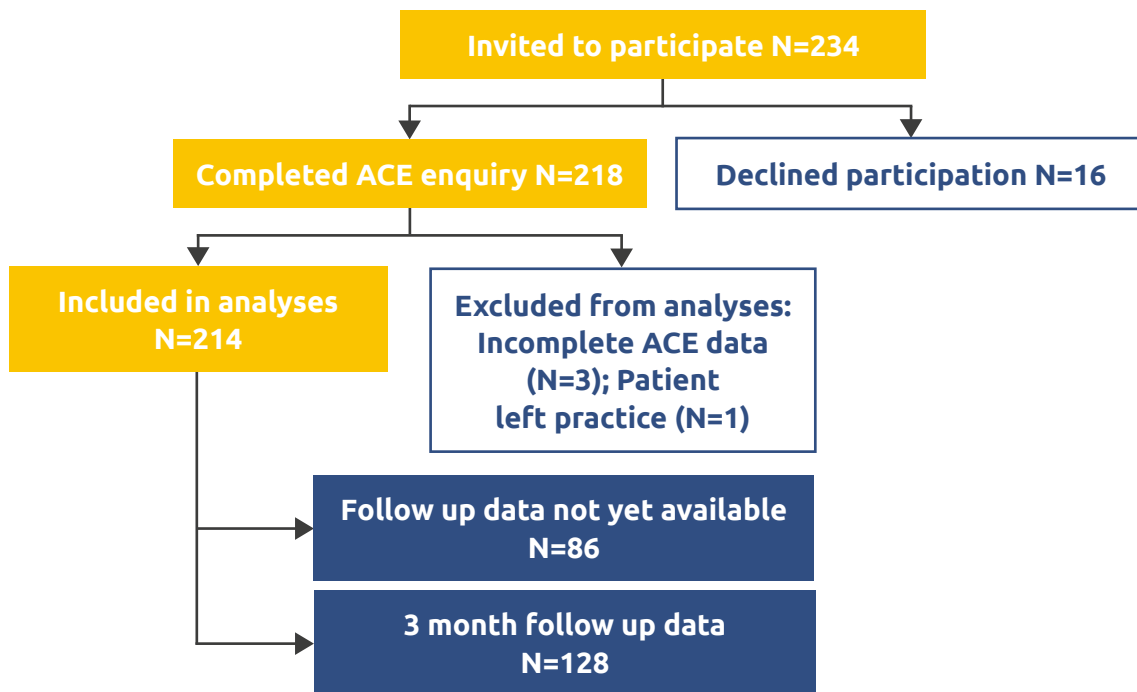 Invited to participate N=234
Completed ACE enquiry N=218
Declined participation N=16
Included in analyses
N=214
Excluded from analyses:
Incomplete ACE data
(N=3); Patient
left practice (N=1)
Follow up data not yet available
N=86
3 month follow up data
N=128